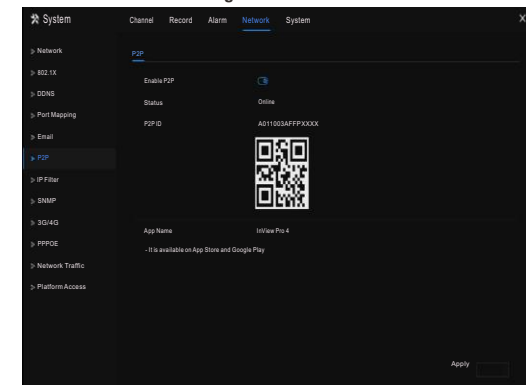 System
Channel Record Alarm Network System
X
Network
802.1X
DDNS
Port Mapping
Email
P2P
IP Filter
SNMP
3G/4G
PPPOE
Network Traffic
Platform Access
P2P
Enable P2P
Status Online
P2P ID A011003AFFPXXXX
App Name InView Pro 4
- It is available on App Store and Google Play
Apply